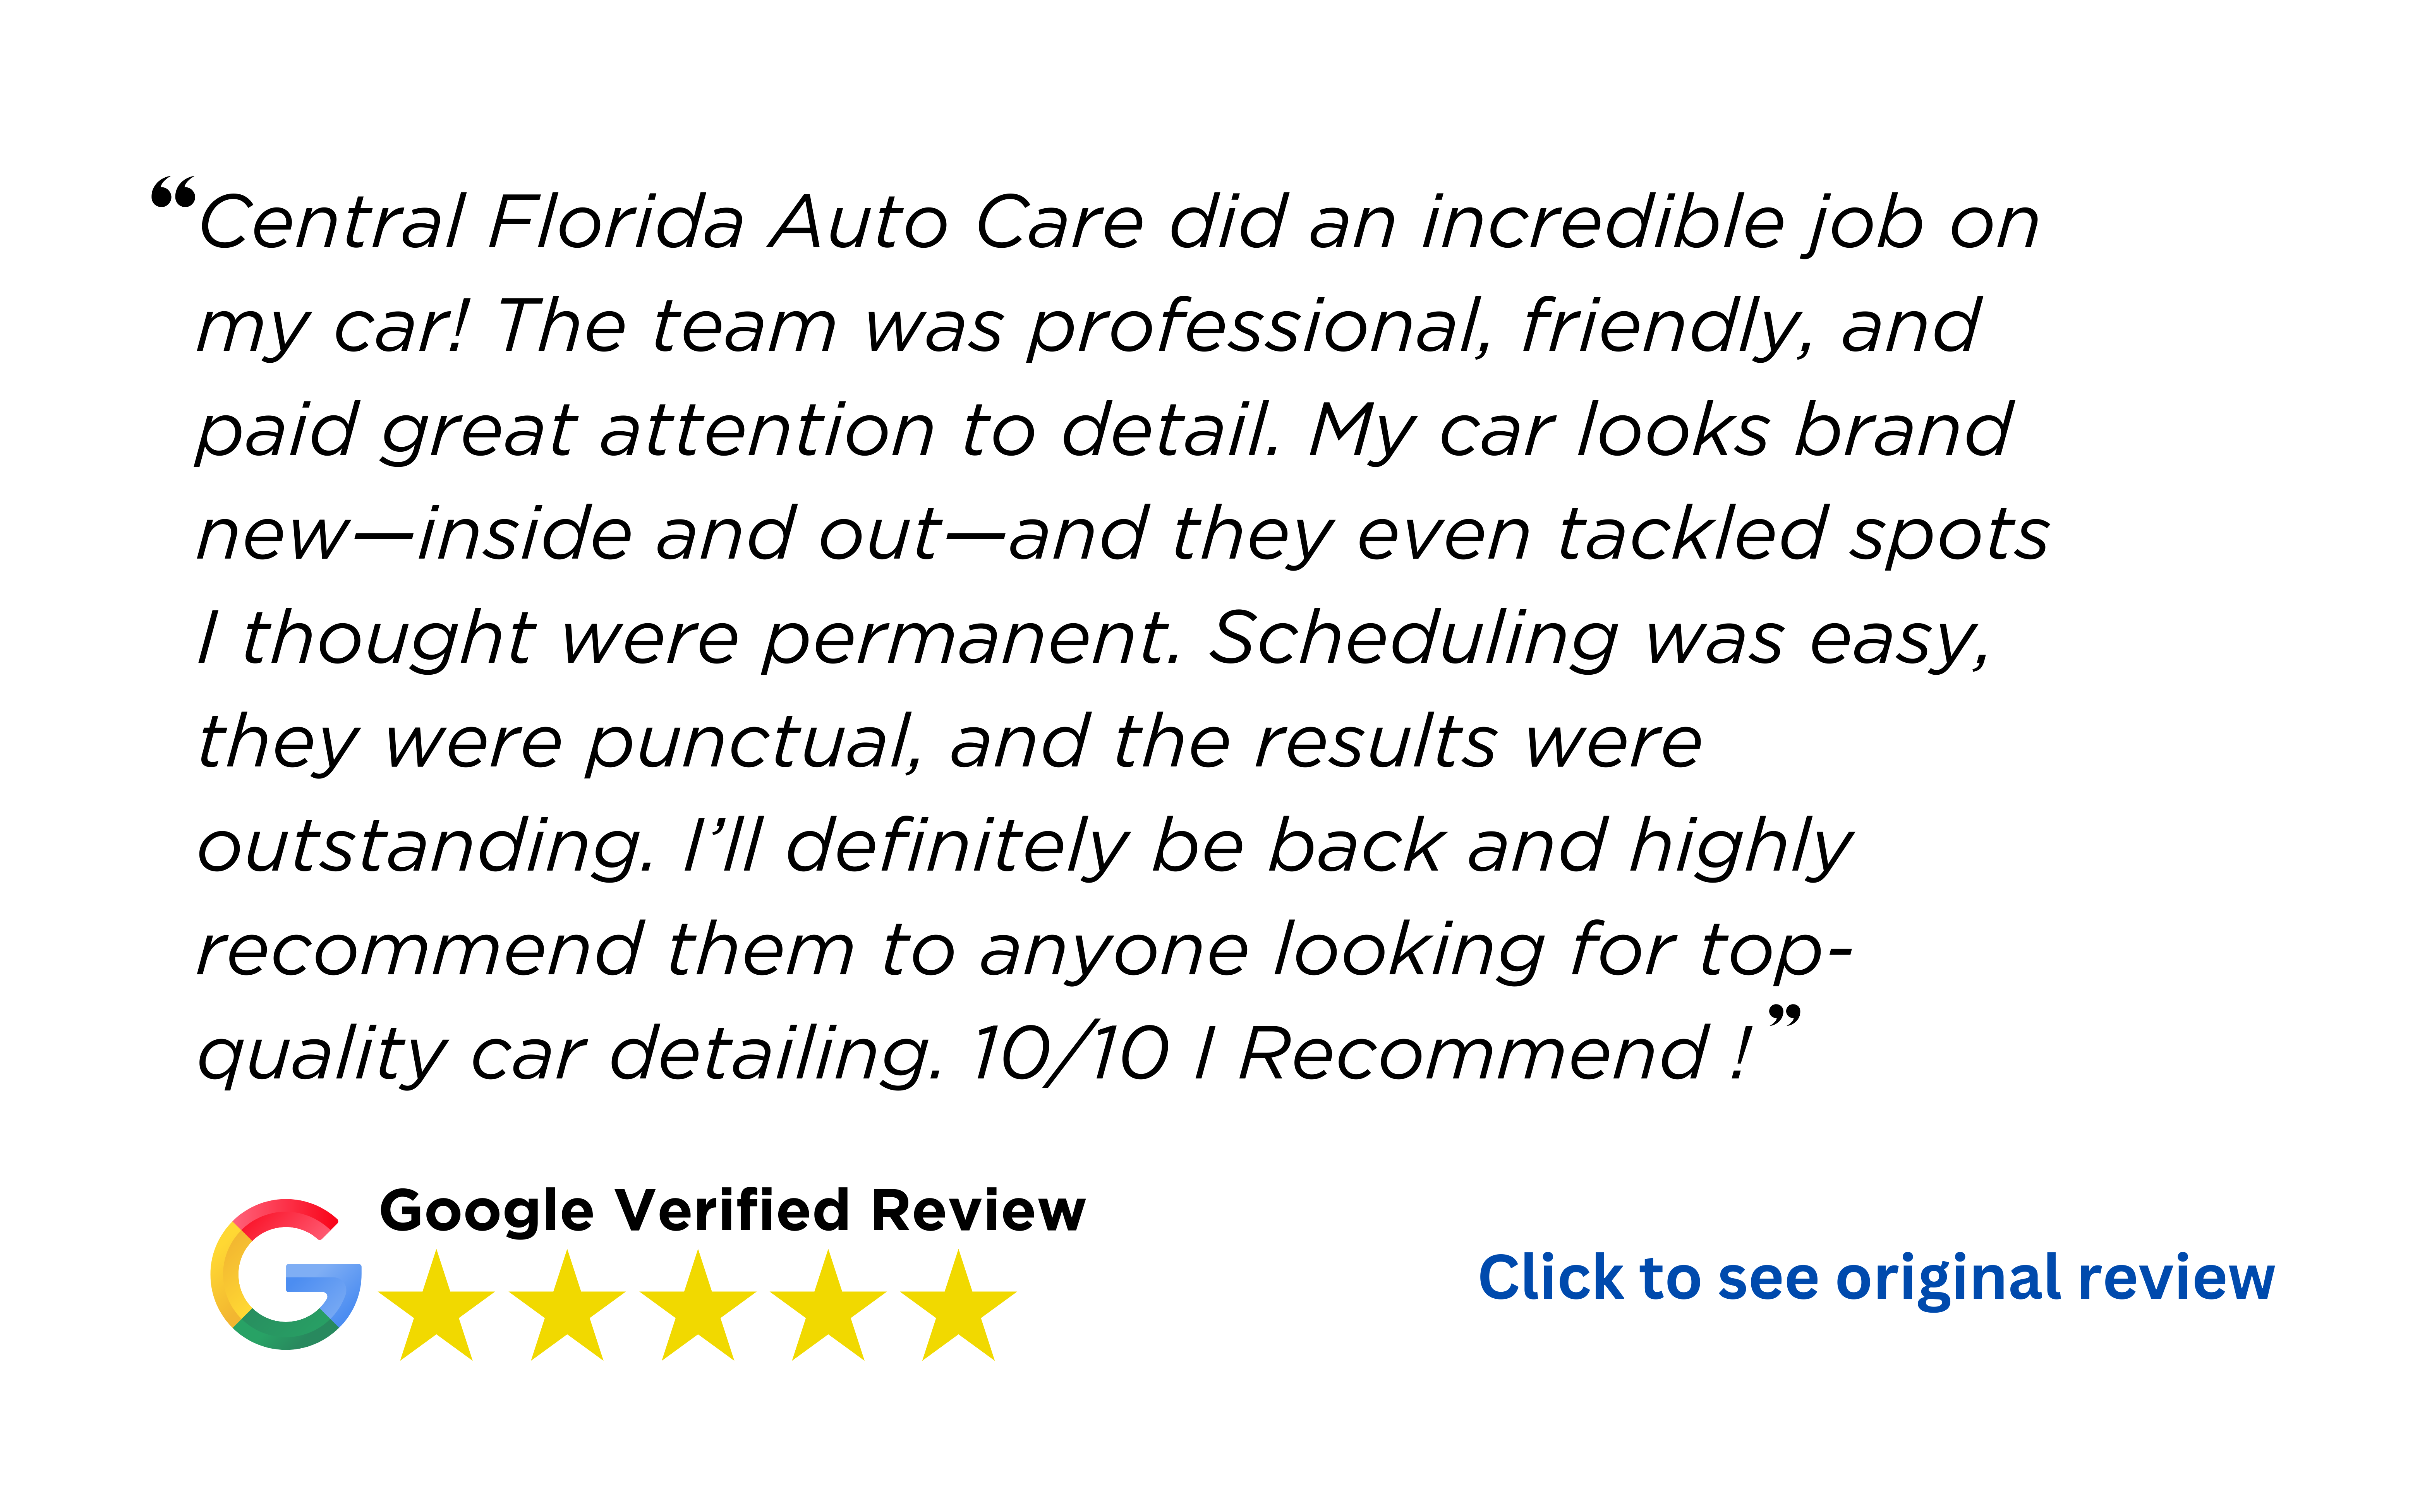 “Central Florida Auto Care did an incredible job on
my car! The team was professional, friendly, and
paid great attention to detail. My car looks brand
new—inside and out—and they even tackled spots
I thought were permanent. Scheduling was easy,
they were punctual, and the results were
outstanding. I’ll definitely be back and highly
recommend them to anyone looking for top-
quality car detailing. 10/10 I Recommend !”
Google Verified Review
Click to see original review